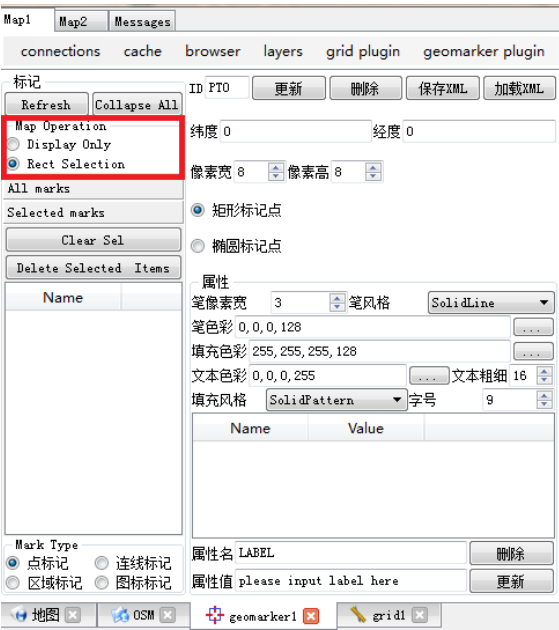 Map1 Map2 Messages
connections cache browser layers grid plugin geomarker plugin
标记
Refresh Collapse All
Map Operation
Display Only
Rect Selection
All marks
Selected marks
Clear Sel
Delete Selected Items
Name
Mark Type
点标记 连线标记
区域标记 图标标记
ID PT0 更新 删除 保存XML 加载XML
纬度 0 经度 0
像素宽 8 像素高 8
矩形标记点
椭圆标记点
属性
笔像素宽 3 笔风格 SolidLine
笔色彩 0,0,0,128 ...
填充色彩 255,255,255,128 ...
文本色彩 0,0,0,255 ... 文本粗细 16
填充风格 SolidPattern 字号 9
Name Value
属性名 LABEL 删除
属性值 please input label here 更新
地图 OSM geomarker1 grid1